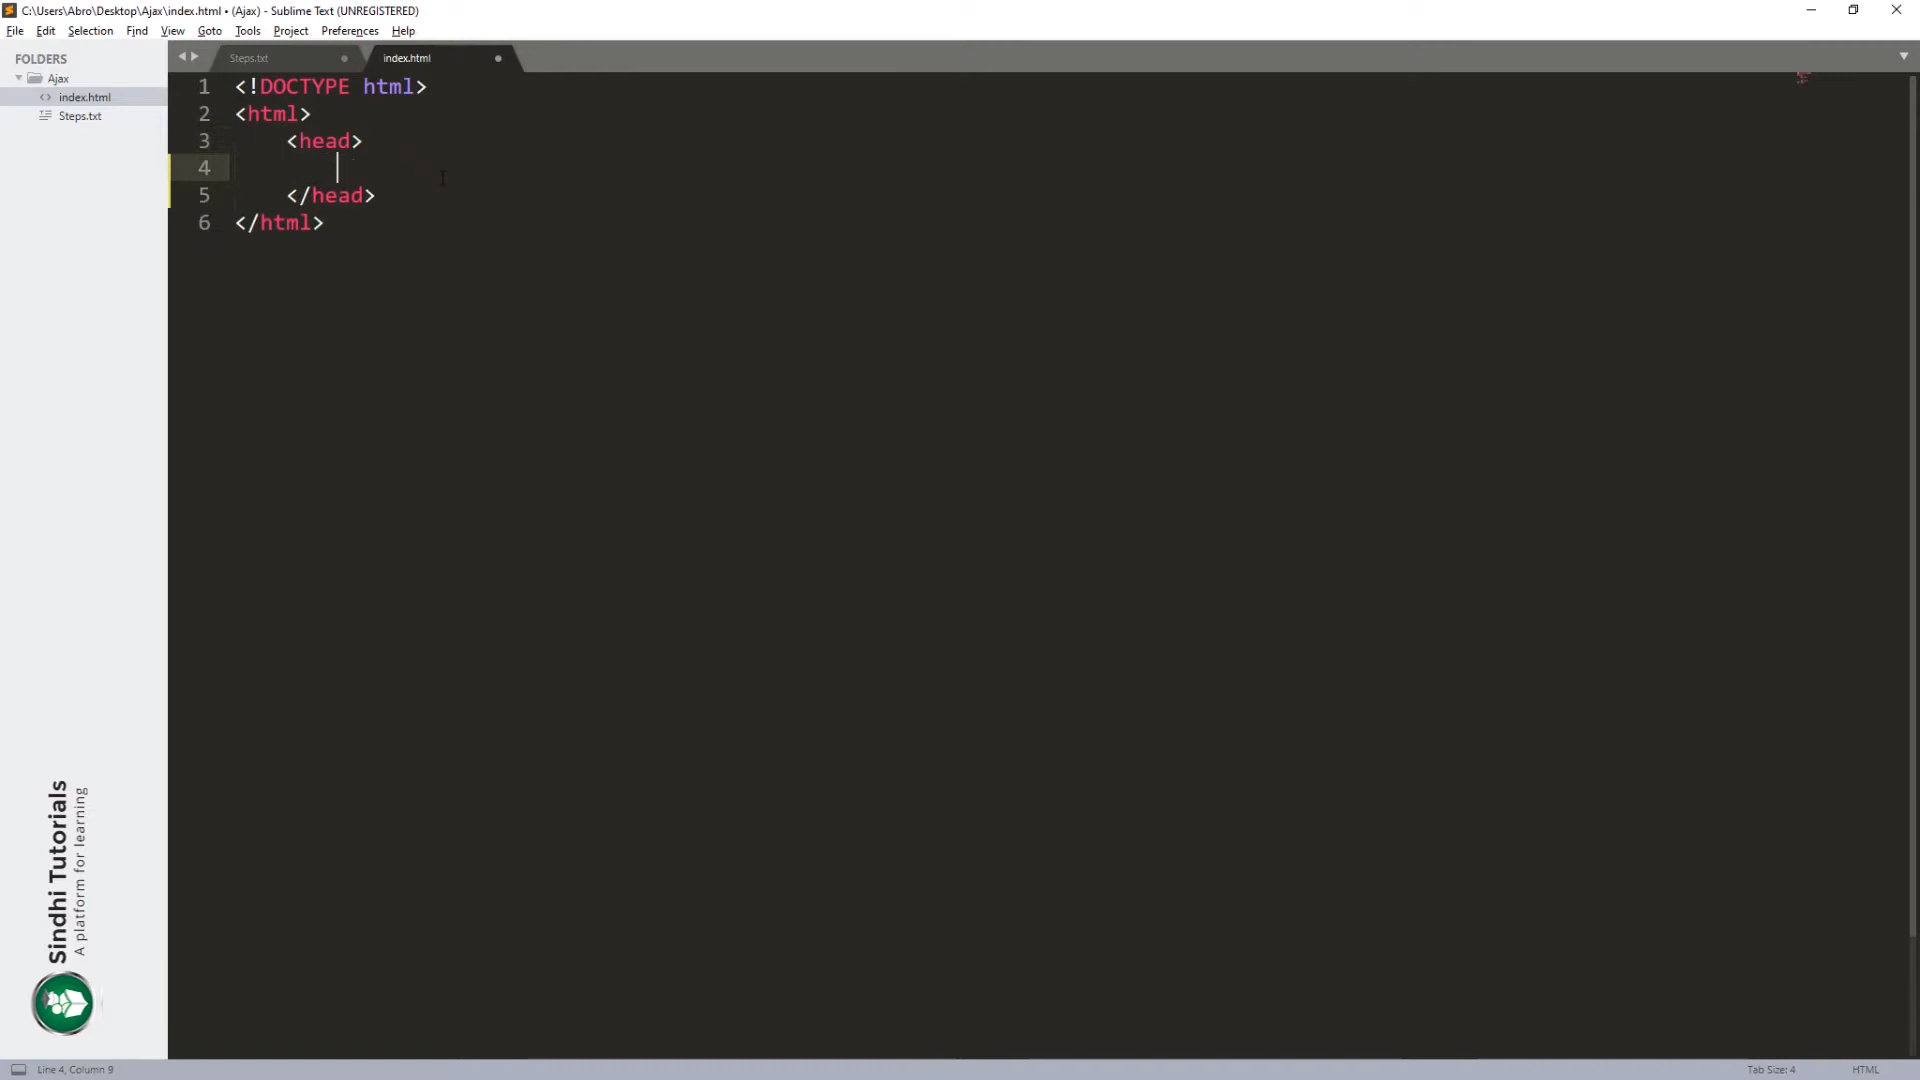 C:\Users\Abro\Desktop\Ajax\index.html • (Ajax) - Sublime Text (UNREGISTERED)
File Edit Selection Find View Goto Tools Project Preferences Help
FOLDERS
Ajax
index.html
Steps.txt
Steps.txt index.html
1 <!DOCTYPE html>
2 <html>
3 <head>
4
5 </head>
6 </html>
Sindhi Tutorials
A platform for learning
Line 4, Column 9 Tab Size: 4 HTML